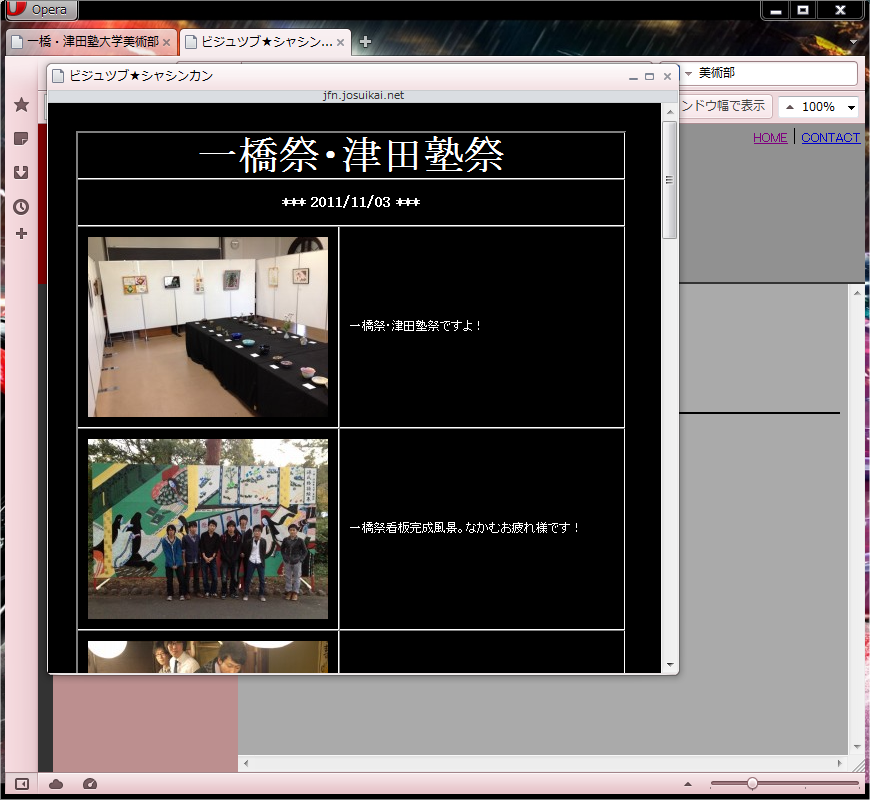 Opera
一橋・津田塾大学美術部
ビジュツブ★シャシン...
ビジュツブ★シャシンカン
美術部
jfn.josuikai.net
ンドウ幅で表示
100%
HOME
CONTACT
一橋祭・津田塾祭
*** 2011/11/03 ***
一橋祭・津田塾祭ですよ！
一橋祭看板完成風景。なかむお疲れ様です！